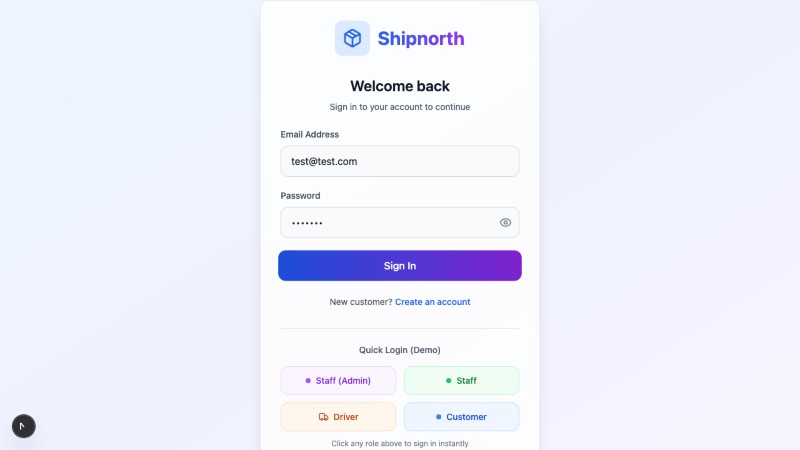 Shipnorth
Welcome back
Sign in to your account to continue
Email Address
test@test.com
Password
•••••••
Sign In
New customer? Create an account
Quick Login (Demo)
Staff (Admin)
Staff
Driver
Customer
Click any role above to sign in instantly